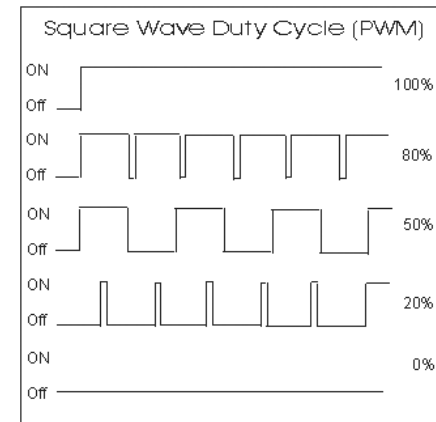 Square Wave Duty Cycle (PWM)
ON
100%
Off
ON
80%
Off
ON
50%
Off
ON
20%
Off
ON
0%
Off